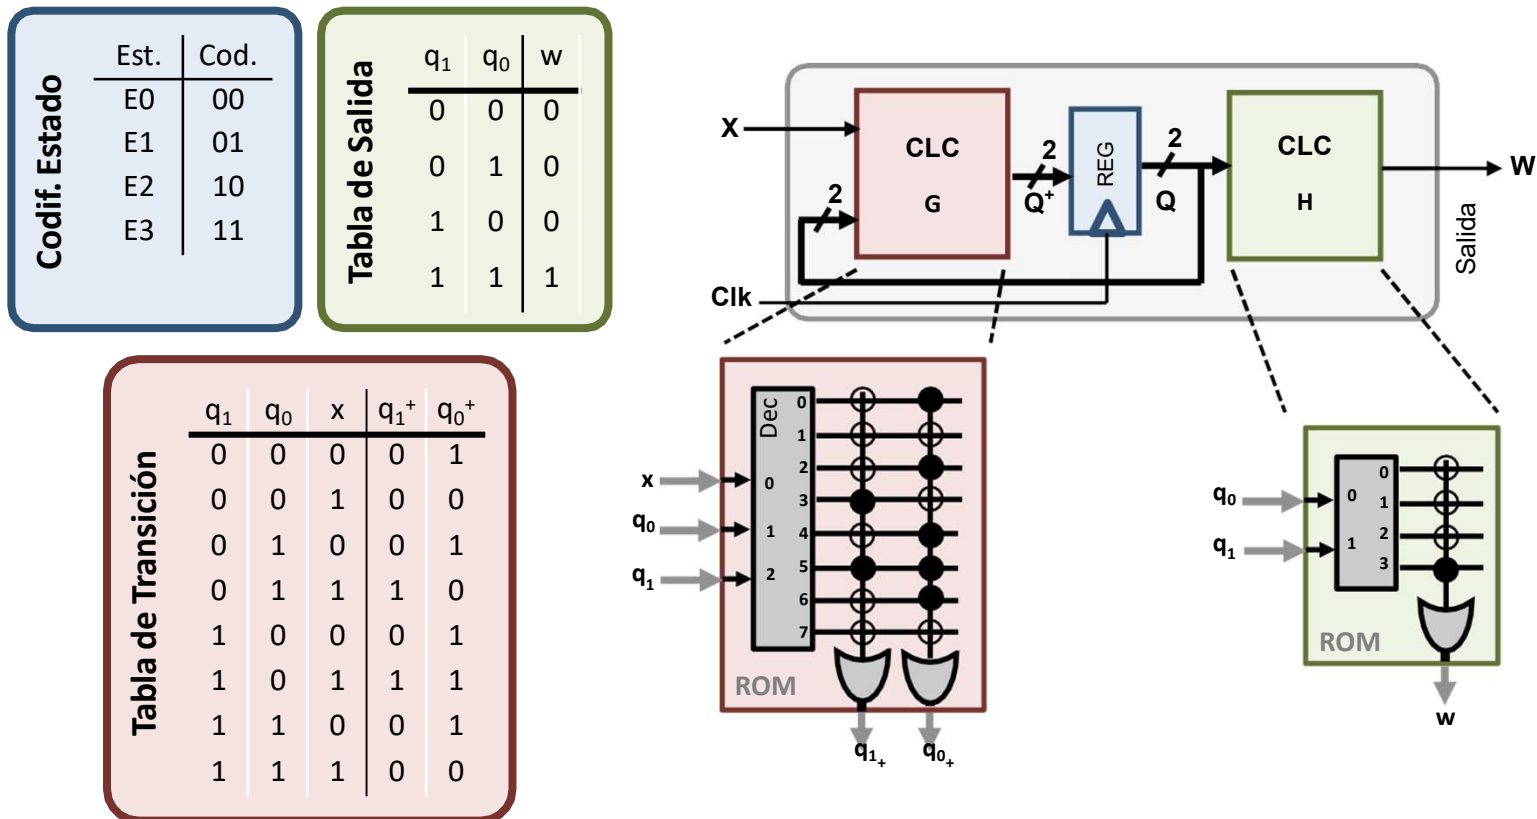 Codif. Estado
Est. Cod.
E0 00
E1 01
E2 10
E3 11
Tabla de Salida
q1 q0 w
0 0 0
0 1 0
1 0 0
1 1 1
Tabla de Transición
q1 q0 x q1+ q0+
0 0 0 0 1
0 0 1 0 0
0 1 0 0 1
0 1 1 1 0
1 0 0 0 1
1 0 1 1 1
1 1 0 0 1
1 1 1 0 0
X
CLC
G
2
2
Q+
REG
2
Q
CLC
H
W
Salida
Clk
Dec
0
1
2
3
4
5
6
7
x
q0
q1
0
1
2
ROM
q1+
q0+
q0
q1
0
1
0
1
2
3
ROM
w